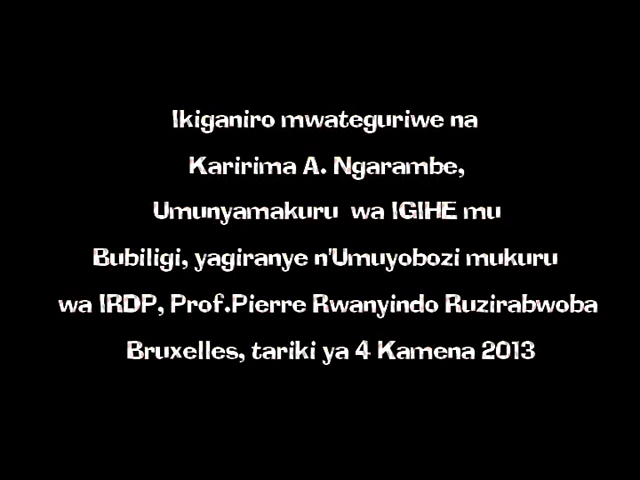 Ikiganiro mwateguriwe na
Karirima A. Ngarambe,
Umunyamakuru wa IGIHE mu
Bubiligi, yagiranye n'Umuyobozi mukuru
wa IRDP, Prof.Pierre Rwanyindo Ruzirabwoba
Bruxelles, tariki ya 4 Kamena 2013